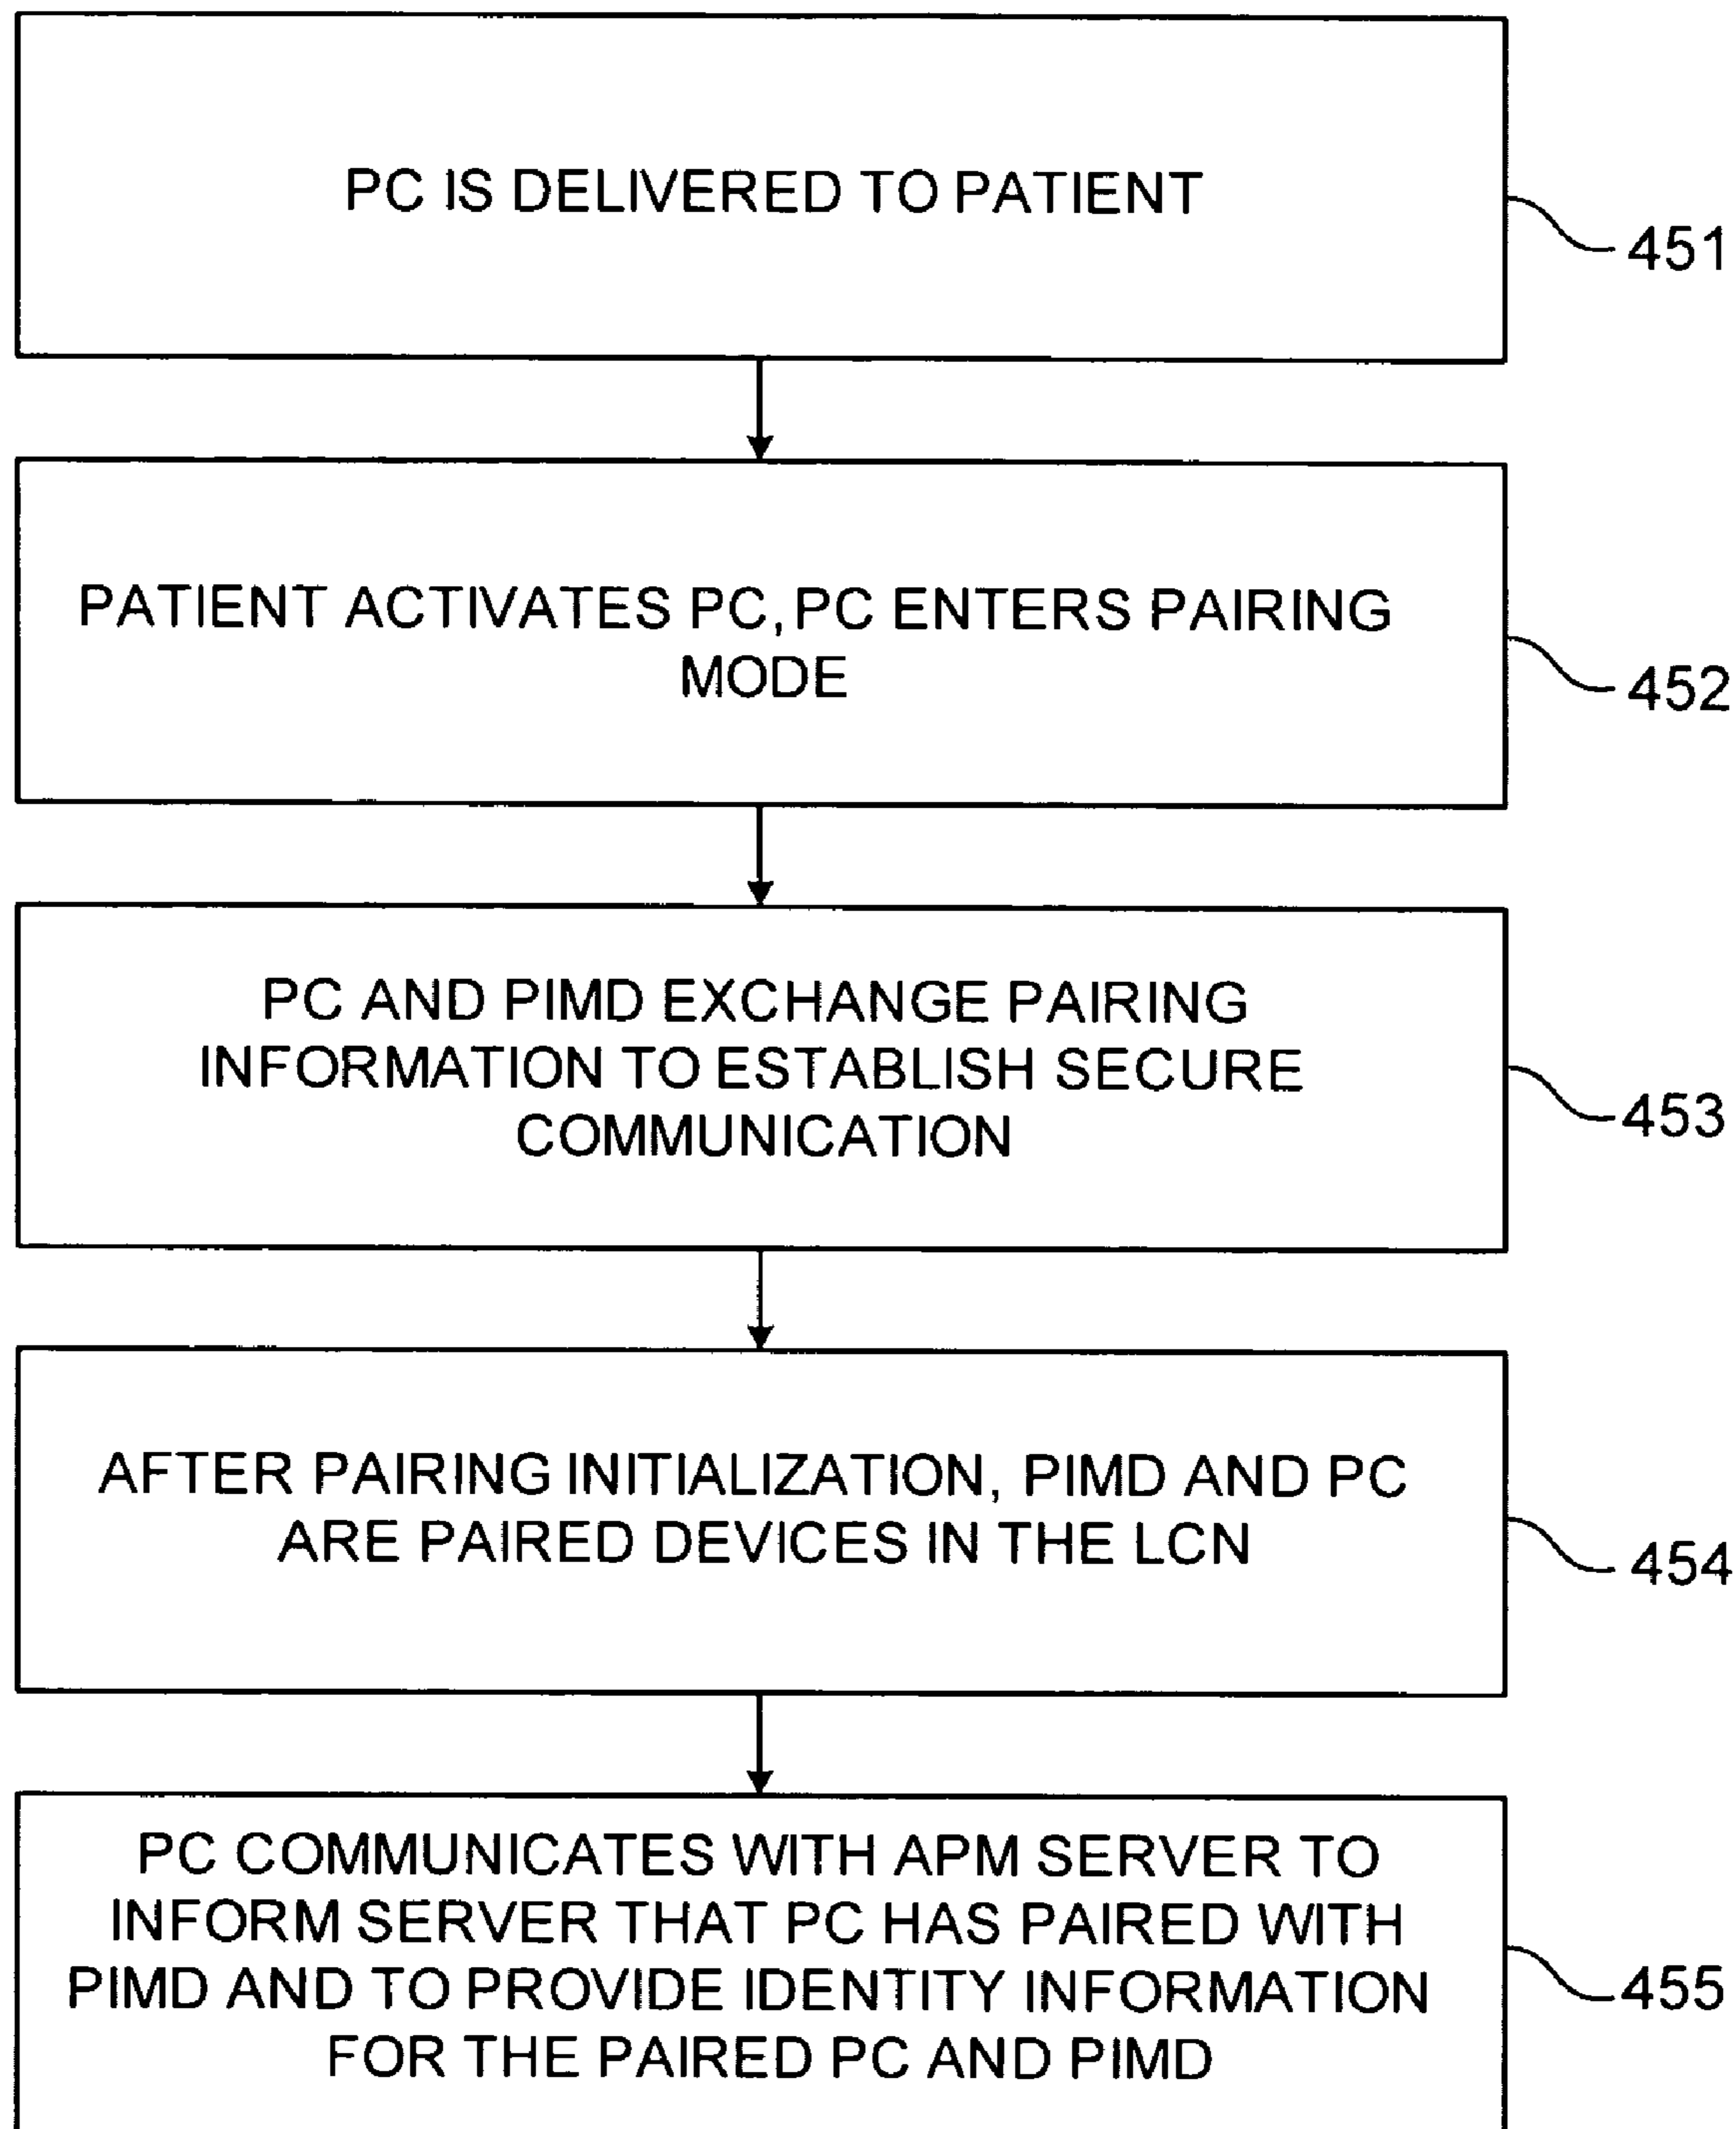 PC IS DELIVERED TO PATIENT
451
PATIENT ACTIVATES PC, PC ENTERS PAIRING
MODE
452
PC AND PIMD EXCHANGE PAIRING
INFORMATION TO ESTABLISH SECURE
COMMUNICATION
453
AFTER PAIRING INITIALIZATION, PIMD AND PC
ARE PAIRED DEVICES IN THE LCN
454
PC COMMUNICATES WITH APM SERVER TO
INFORM SERVER THAT PC HAS PAIRED WITH
PIMD AND TO PROVIDE IDENTITY INFORMATION
FOR THE PAIRED PC AND PIMD
455